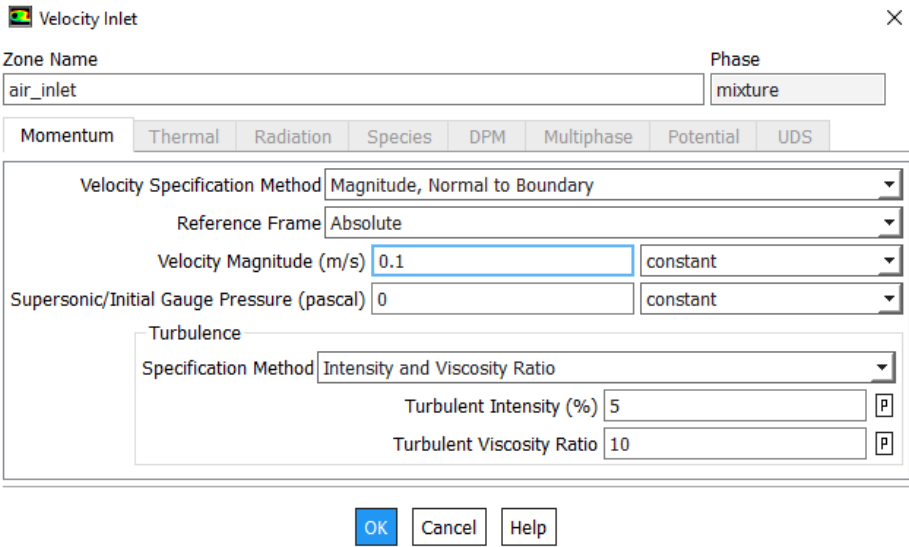 Velocity Inlet
Zone Name Phase
air_inlet mixture
Momentum Thermal Radiation Species DPM Multiphase Potential UDS
Velocity Specification Method Magnitude, Normal to Boundary
Reference Frame Absolute
Velocity Magnitude (m/s) 0.1 constant
Supersonic/Initial Gauge Pressure (pascal) 0 constant
Turbulence
Specification Method Intensity and Viscosity Ratio
Turbulent Intensity (%) 5 P
Turbulent Viscosity Ratio 10 P
OK Cancel Help